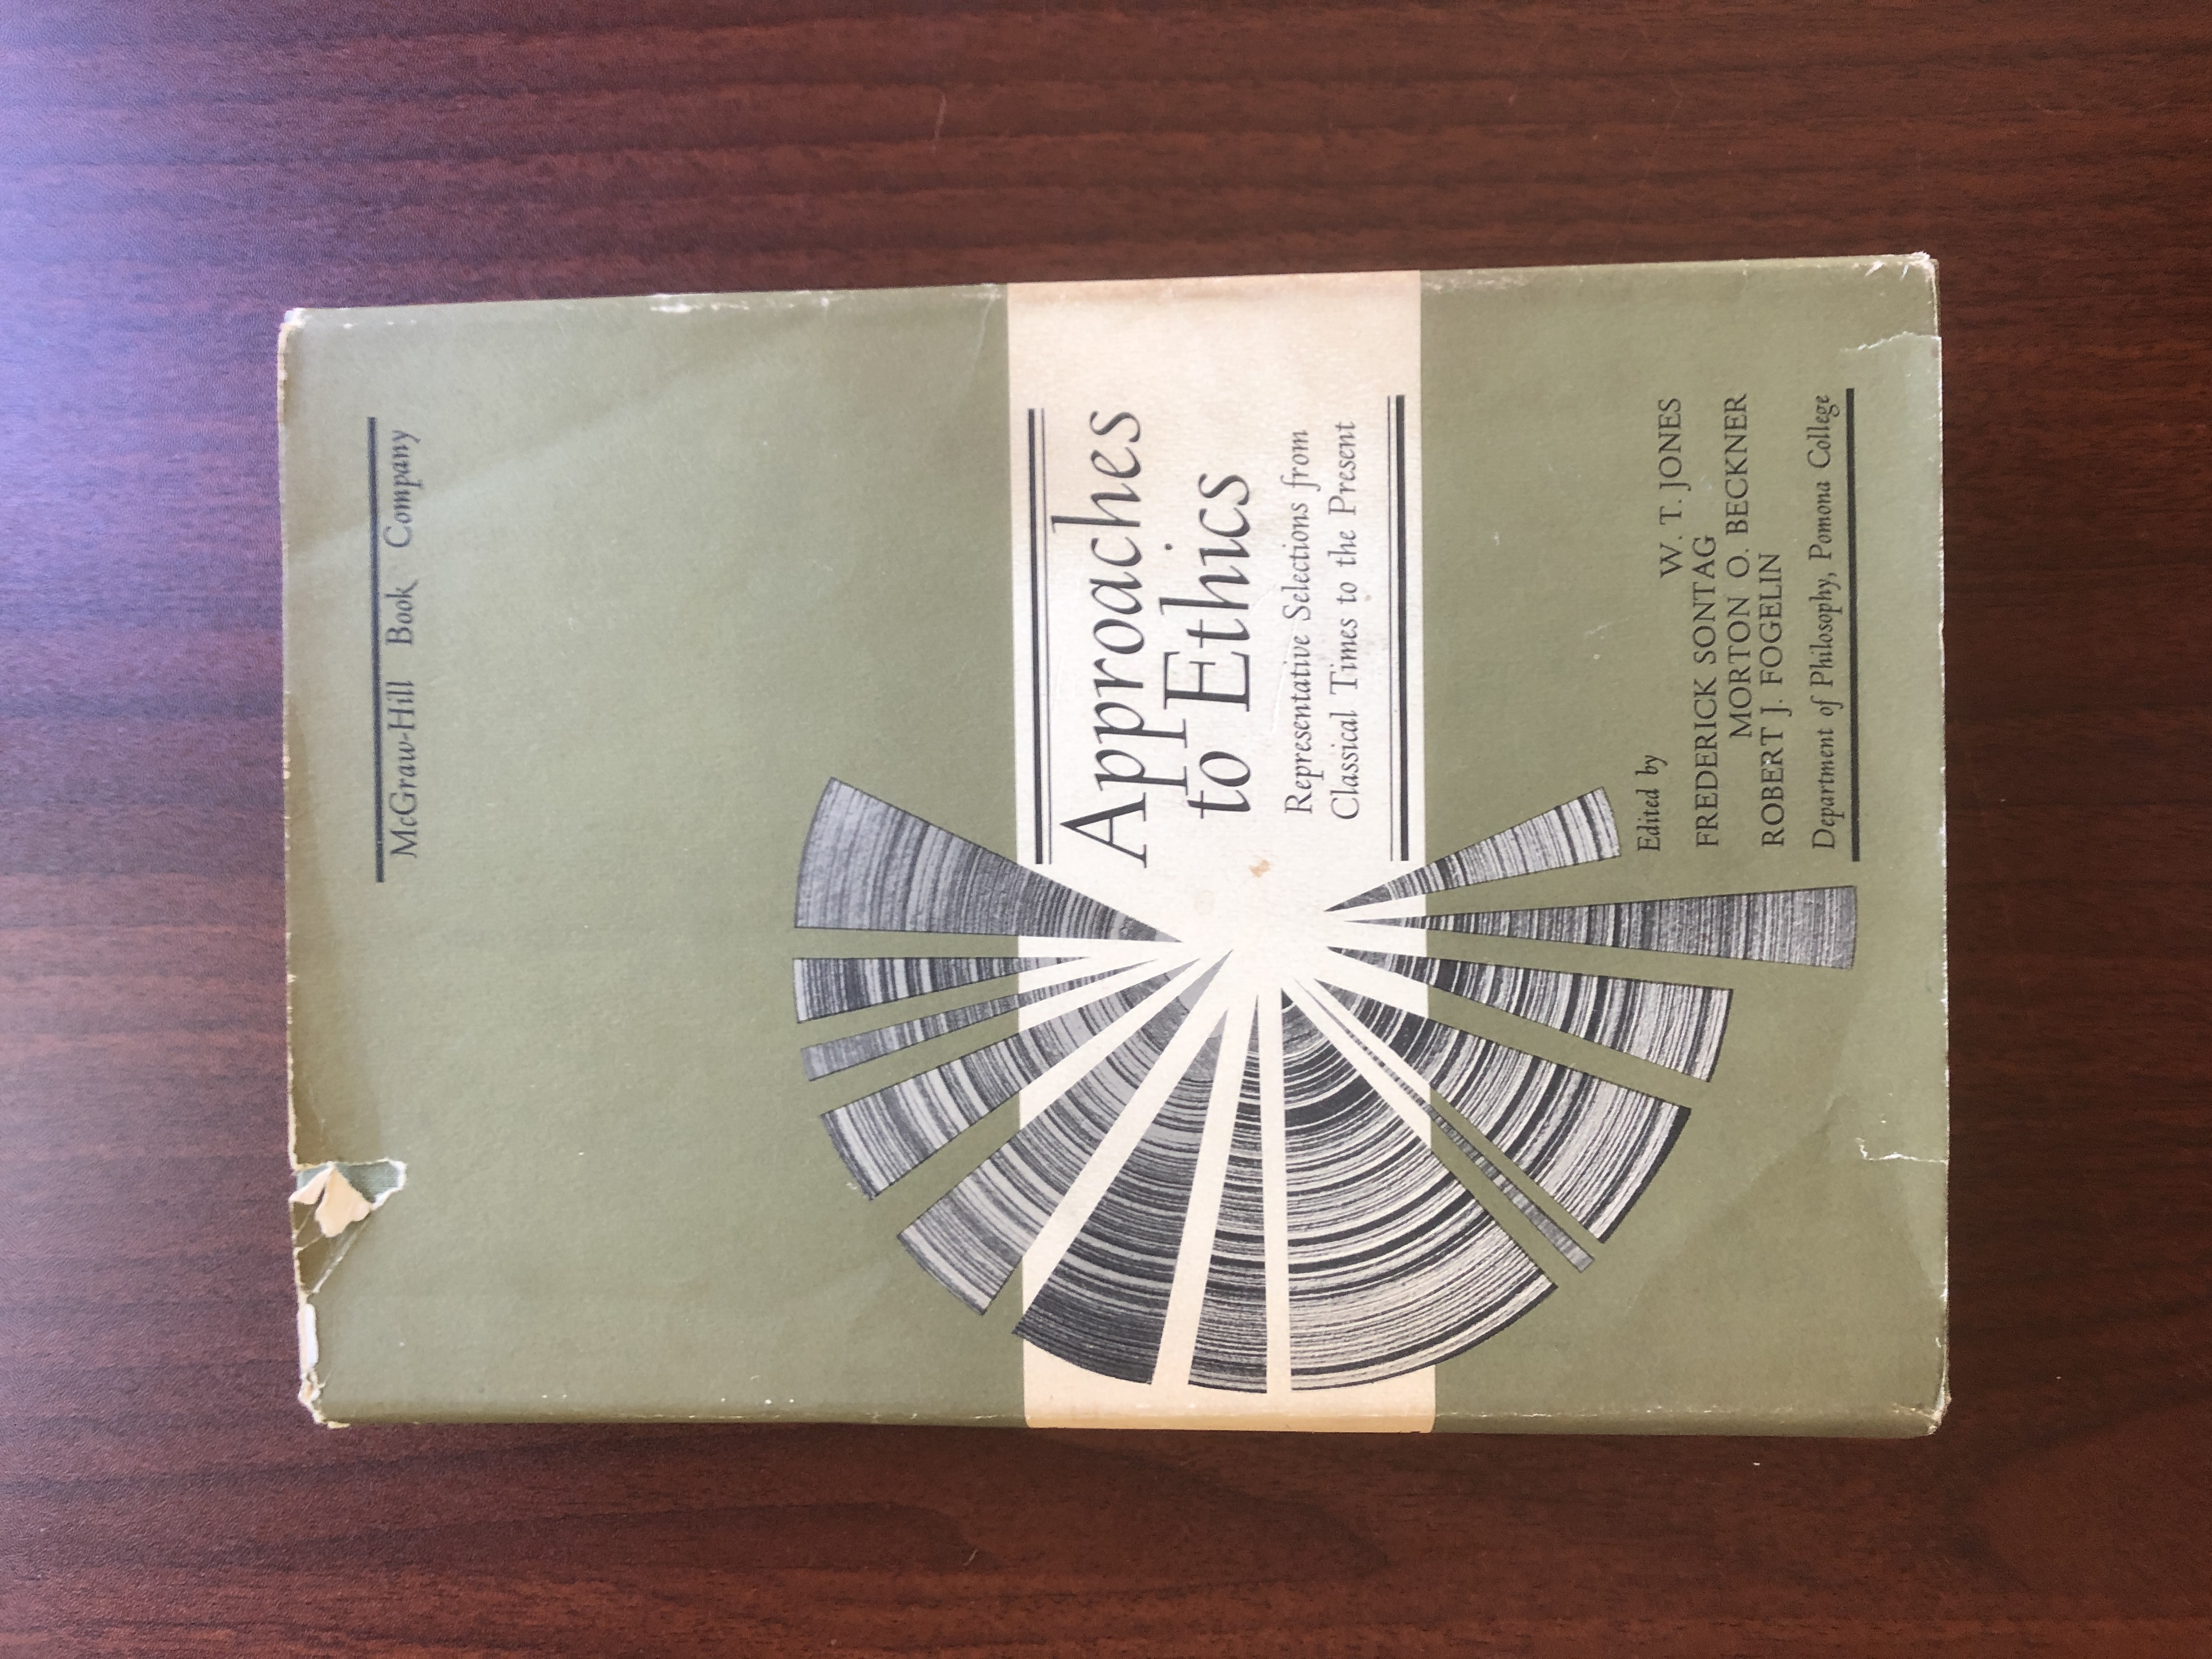 McGraw-Hill Book Company
Approaches
to Ethics
Representative Selections from
Classical Times to the Present
Edited by
W. T. JONES
FREDERICK SONTAG
MORTON O. BECKNER
ROBERT J. FOGELIN
Department of Philosophy, Pomona College